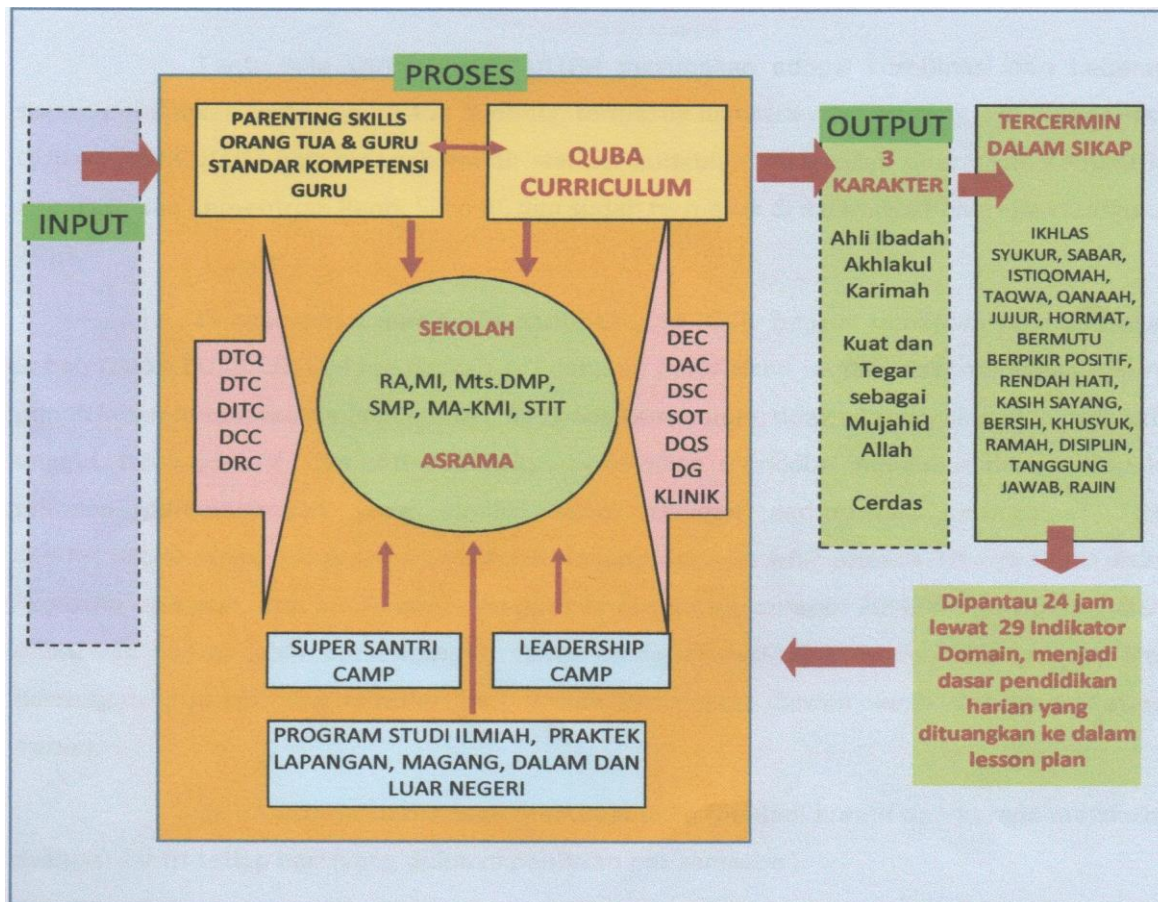 INPUT
PROSES
PARENTING SKILLS
ORANG TUA & GURU
STANDAR KOMPETENSI
GURU
QUBA
CURRICULUM
DTQ
DTC
DITC
DCC
DRC
SEKOLAH
RA,MI, Mts.DMP,
SMP, MA-KMI, STIT
ASRAMA
DEC
DAC
DSC
SOT
DQS
DG
KLINIK
SUPER SANTRI
CAMP
LEADERSHIP
CAMP
PROGRAM STUDI ILMIAH, PRAKTEK
LAPANGAN, MAGANG, DALAM DAN
LUAR NEGERI
OUTPUT
3
KARAKTER
Ahli Ibadah
Akhlakul
Karimah
Kuat dan
Tegar
sebagai
Mujahid
Allah
Cerdas
TERCERMIN
DALAM SIKAP
IKHLAS
SYUKUR, SABAR,
ISTIQOMAH,
TAQWA, QANAAH,
JUJUR, HORMAT,
BERMUTU
BERPIKIR POSITIF,
RENDAH HATI,
KASIH SAYANG,
BERSIH, KHUSYUK,
RAMAH, DISIPLIN,
TANGGUNG
JAWAB, RAJIN
Dipantau 24 jam
lewat 29 Indikator
Domain, menjadi
dasar pendidikan
harian yang
dituangkan ke dalam
lesson plan